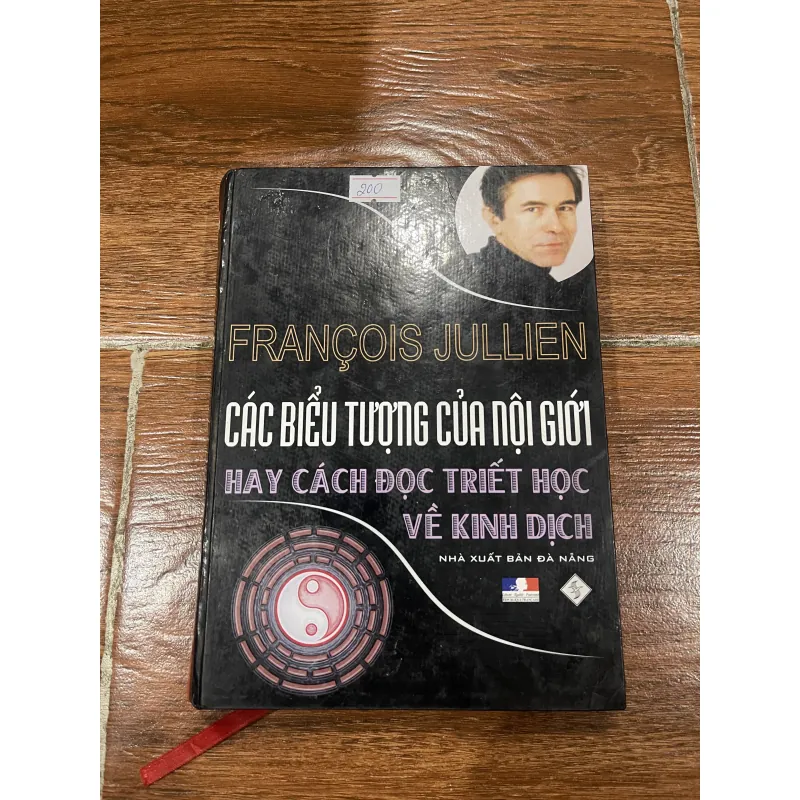 200
FRANÇOIS JULLIEN
CÁC BIỂU TƯỢNG CỦA NỘI GIỚI
HAY CÁCH ĐỌC TRIẾT HỌC
VỀ KINH DỊCH
NHÀ XUẤT BẢN ĐÀ NẴNG